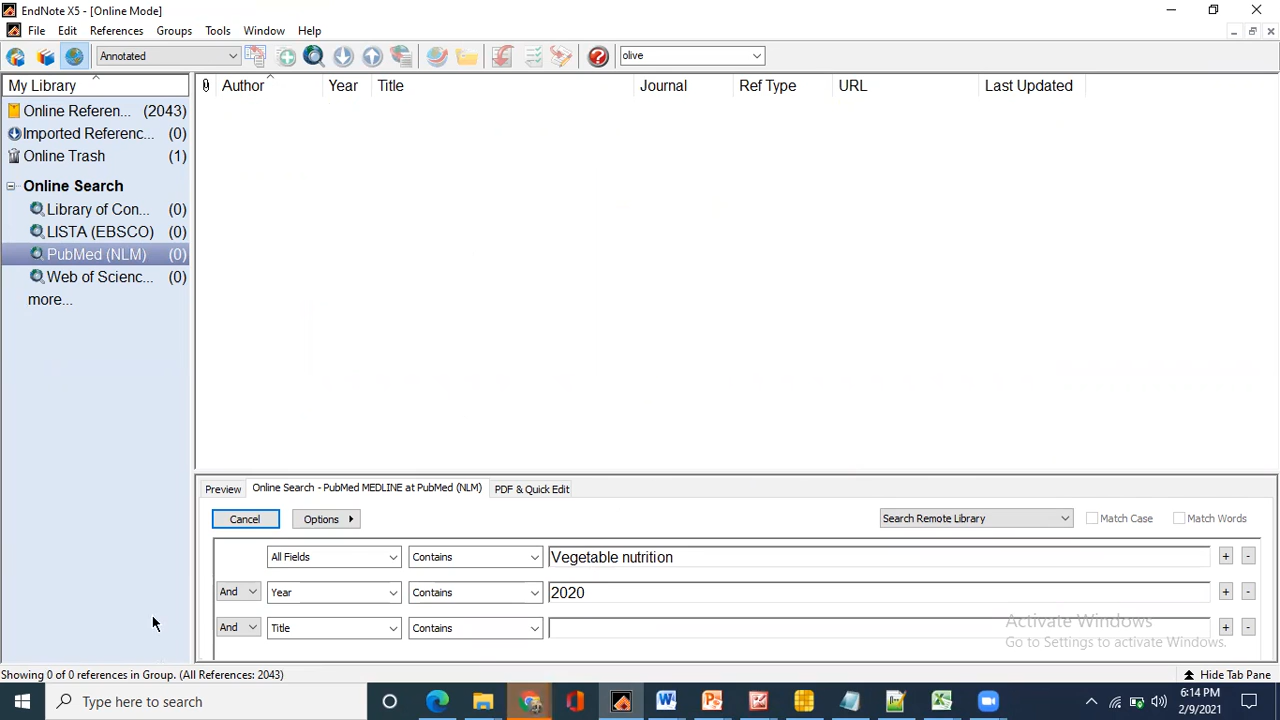 EndNote X5 - [Online Mode]
File Edit References Groups Tools Window Help
Annotated
olive
My Library
Author Year Title Journal Ref Type URL Last Updated
Online Referen... (2043)
Imported Referenc... (0)
Online Trash (1)
Online Search
Library of Con... (0)
LISTA (EBSCO) (0)
PubMed (NLM) (0)
Web of Scienc... (0)
more...
Preview Online Search - PubMed MEDLINE at PubMed (NLM) PDF & Quick Edit
Cancel Options Search Remote Library Match Case Match Words
All Fields Contains Vegetable nutrition + -
And Year Contains 2020 + -
And Title Contains + -
Activate Windows
Go to Settings to activate Windows.
Showing 0 of 0 references in Group. (All References: 2043) Hide Tab Pane
Type here to search
6:14 PM
2/9/2021